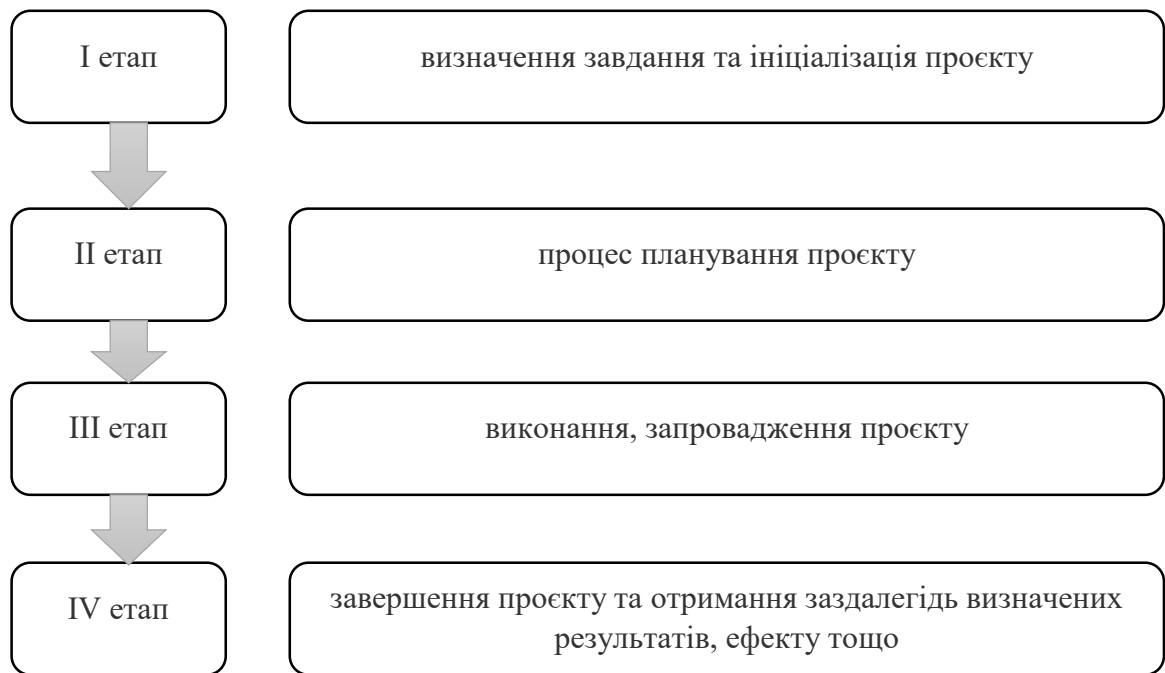 I етап
визначення завдання та ініціалізація проєкту
II етап
процес планування проєкту
III етап
виконання, запровадження проєкту
IV етап
завершення проєкту та отримання заздалегідь визначених
результатів, ефекту тощо